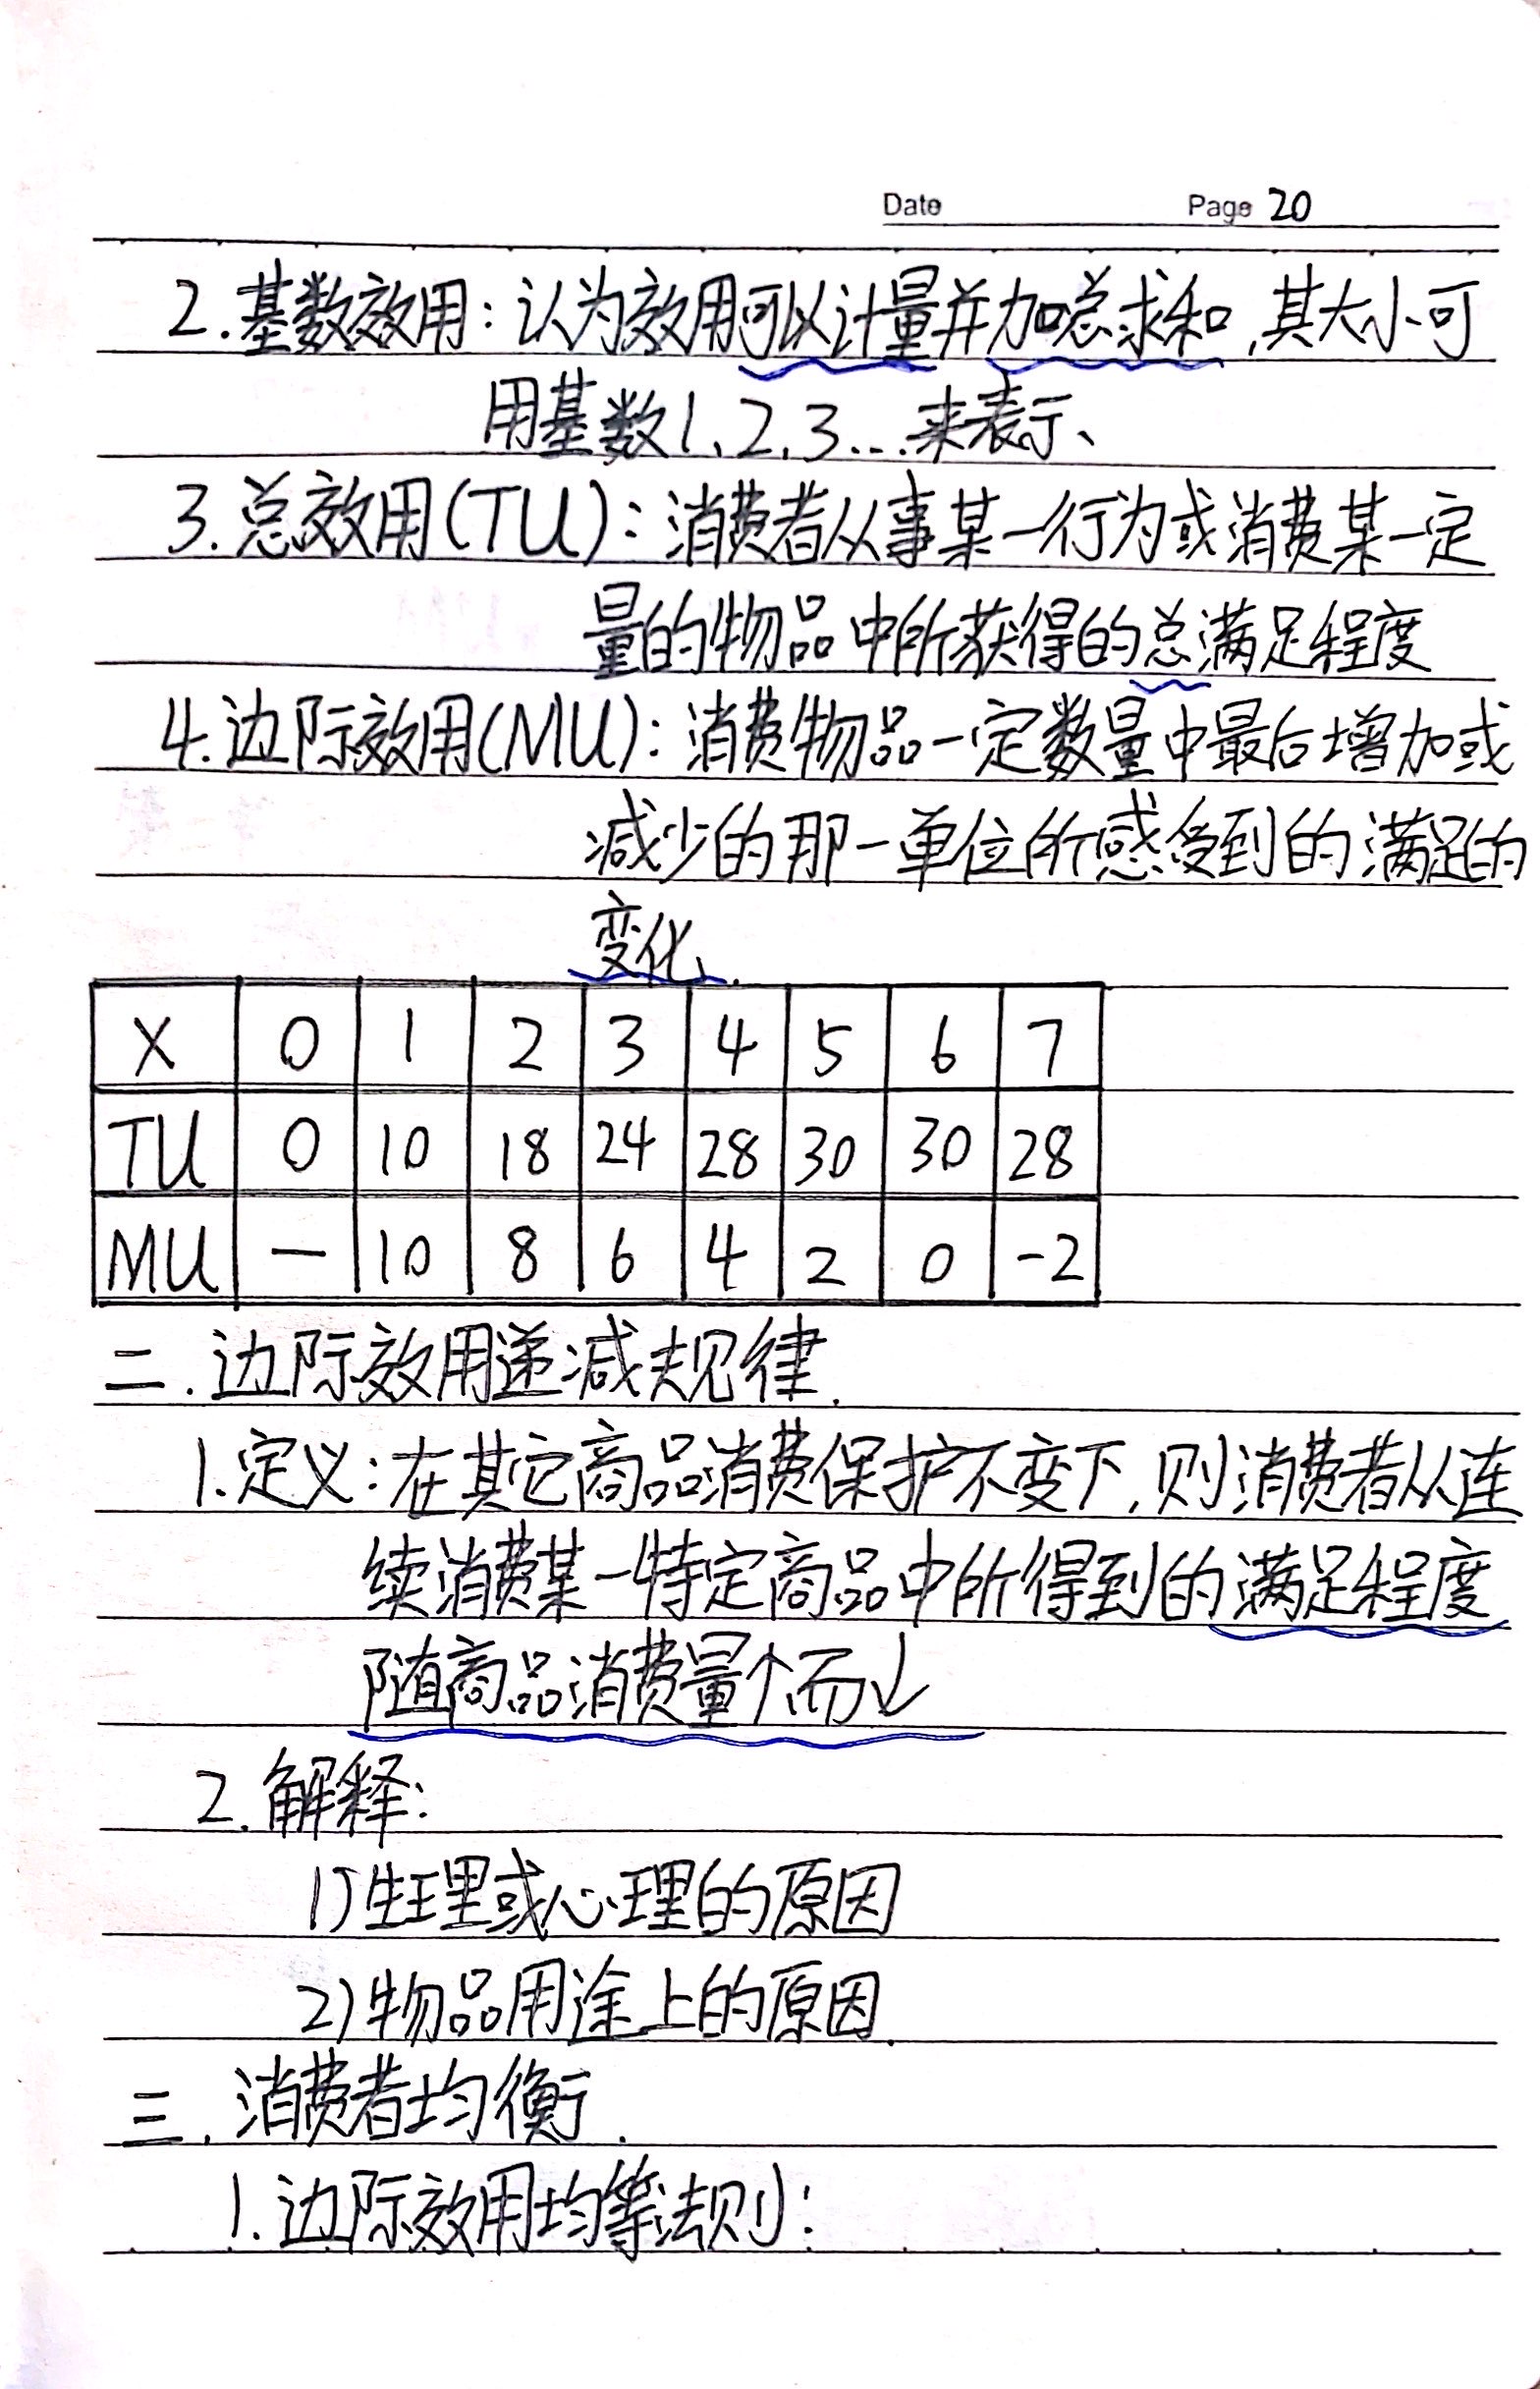 Date Page 20
2.基数效用：认为效用可以计量并加总求和,其大小可
用基数1、2、3...来表示、
3.总效用(TU)：消费者从事某一行为或消费某一定
量的物品中所获得的总满足程度
4.边际效用(MU)：消费物品一定数量中最后增加或
减少的那一单位所感受到的满足的
变化.
X 0 1 2 3 4 5 6 7
TU 0 10 18 24 28 30 30 28
MU — 10 8 6 4 2 0 -2
二.边际效用递减规律.
1.定义：在其它商品消费保护不变下,则消费者从连
续消费某一特定商品中所得到的满足程度
随商品消费量↑而↓
2.解释：
1)生理或心理的原因
2)物品用途上的原因.
三.消费者均衡.
1.边际效用均等法则：